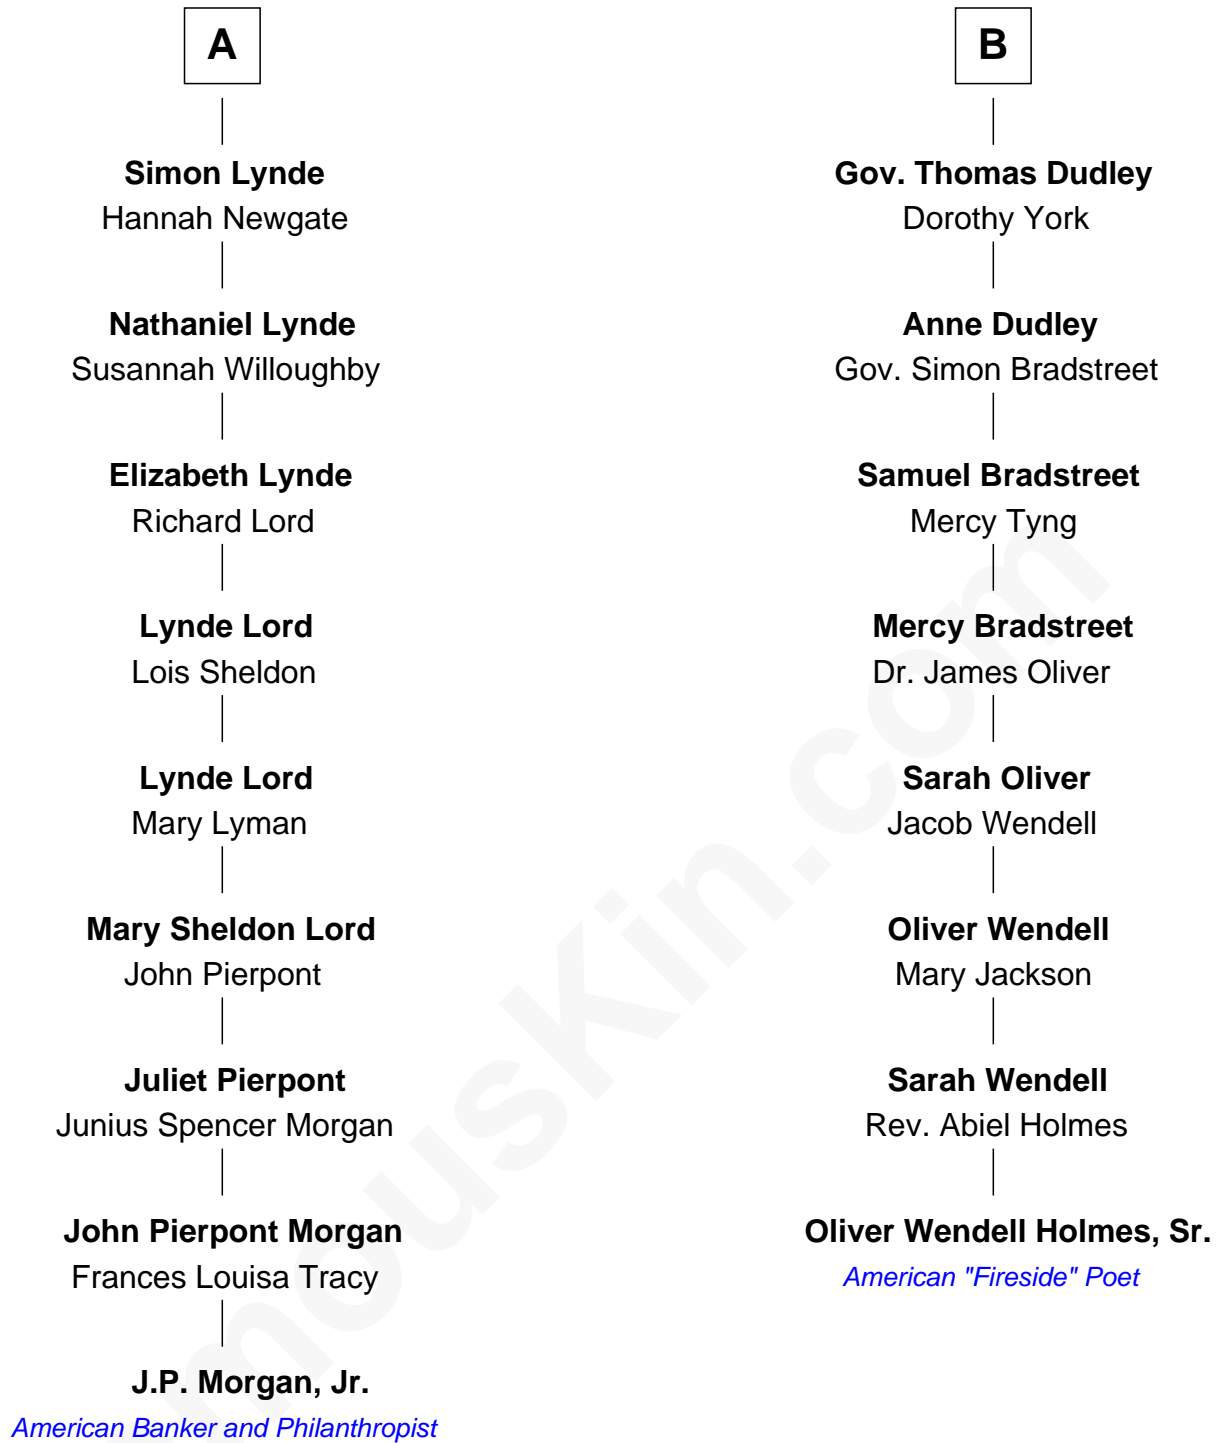 A
Simon Lynde
Hannah Newgate
Nathaniel Lynde
Susannah Willoughby
Elizabeth Lynde
Richard Lord
Lynde Lord
Lois Sheldon
Lynde Lord
Mary Lyman
Mary Sheldon Lord
John Pierpont
Juliet Pierpont
Junius Spencer Morgan
John Pierpont Morgan
Frances Louisa Tracy
J.P. Morgan, Jr.
American Banker and Philanthropist
B
Gov. Thomas Dudley
Dorothy York
Anne Dudley
Gov. Simon Bradstreet
Samuel Bradstreet
Mercy Tyng
Mercy Bradstreet
Dr. James Oliver
Sarah Oliver
Jacob Wendell
Oliver Wendell
Mary Jackson
Sarah Wendell
Rev. Abiel Holmes
Oliver Wendell Holmes, Sr.
American "Fireside" Poet
mousKin.com